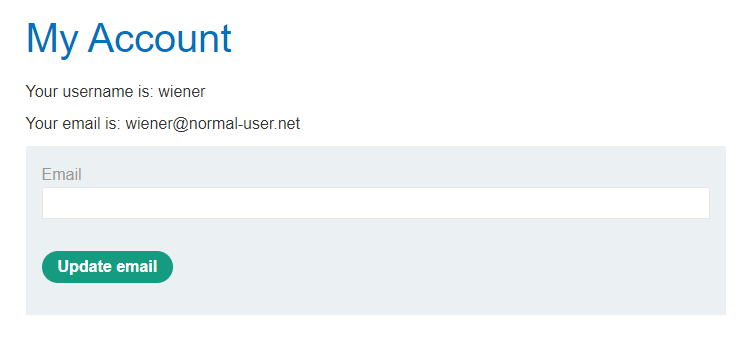 My Account
Your username is: wiener
Your email is: wiener@normal-user.net
Email
Update email